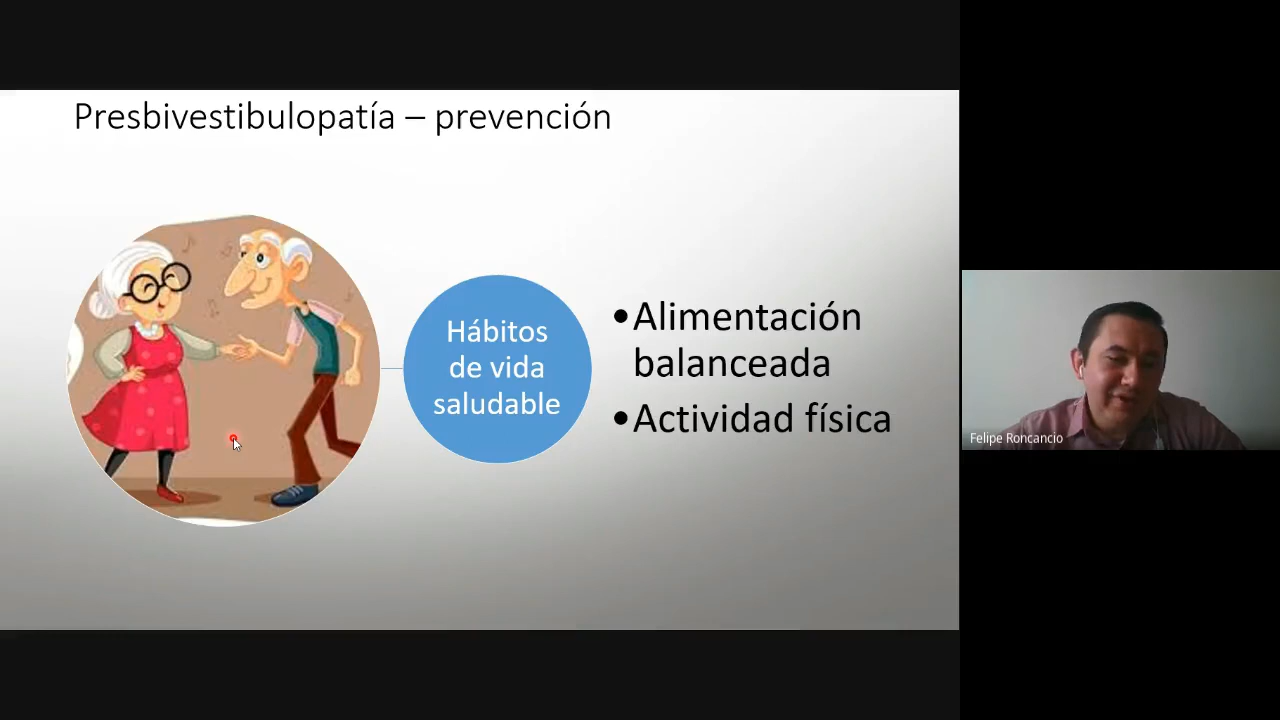 Presbivestibulopatía – prevención
Hábitos
de vida
saludable
•Alimentación
balanceada
•Actividad física
Felipe Roncancio